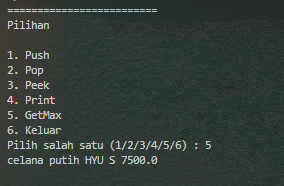 =========================
Pilihan
1. Push
2. Pop
3. Peek
4. Print
5. GetMax
6. Keluar
Pilih salah satu (1/2/3/4/5/6) : 5
celana putih HYU S 7500.0